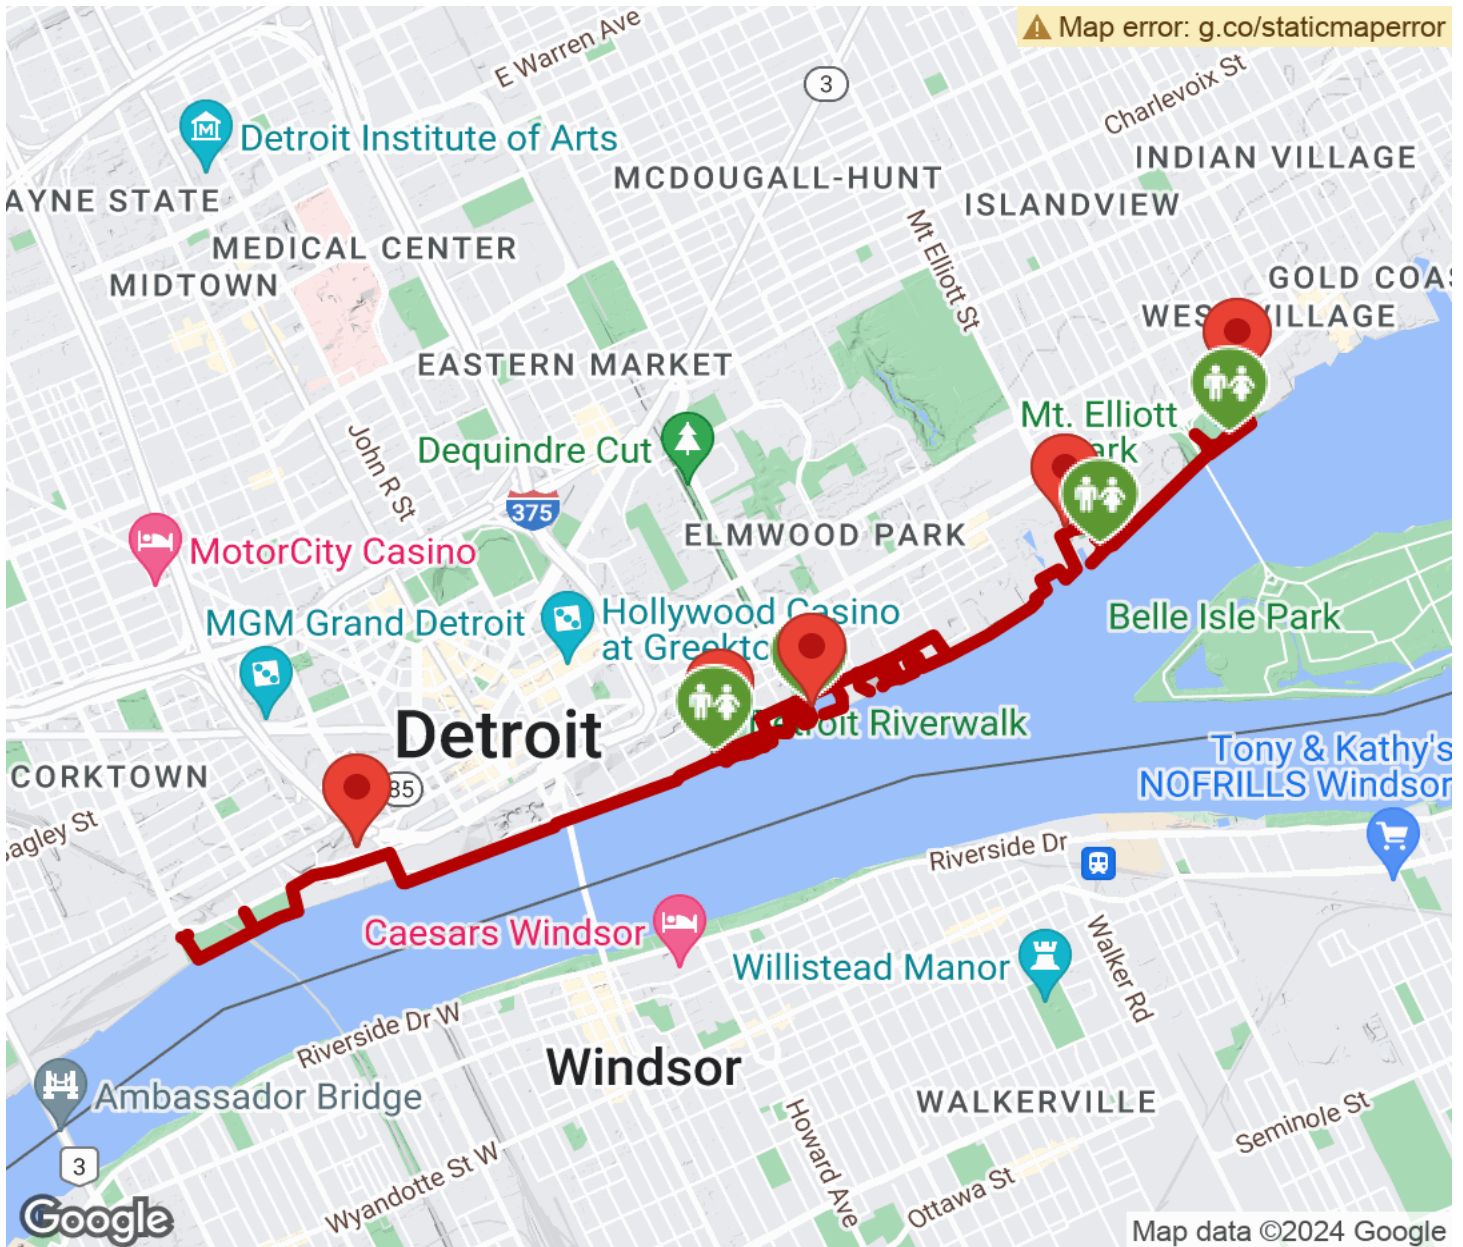 Map error: g.co/staticmaperror
E Warren Ave
3
Charlevoix St
Detroit Institute of Arts
INDIAN VILLAGE
MCDOUGALL-HUNT
AYNE STATE
ISLANDVIEW
MEDICAL CENTER
Mt Elliott St
MIDTOWN
GOLD COAS
WES VILLAGE
EASTERN MARKET
Mt. Elliott
ark
Dequindre Cut
John R St
375
ELMWOOD PARK
MotorCity Casino
Hollywood Casino
at Greektc
MGM Grand Detroit
Belle Isle Park
Detroit
troit Riverwalk
CORKTOWN
85
Tony & Kathy's
NOFRILLS Windsor
Bagley St
Riverside Dr
Caesars Windsor
Walker Rd
Willistead Manor
Riverside Dr W
Windsor
Ambassador Bridge
WALKERVILLE
Howard Ave
Seminole St
3
Wyandotte St W
Ottawa St
Google
Map data ©2024 Google